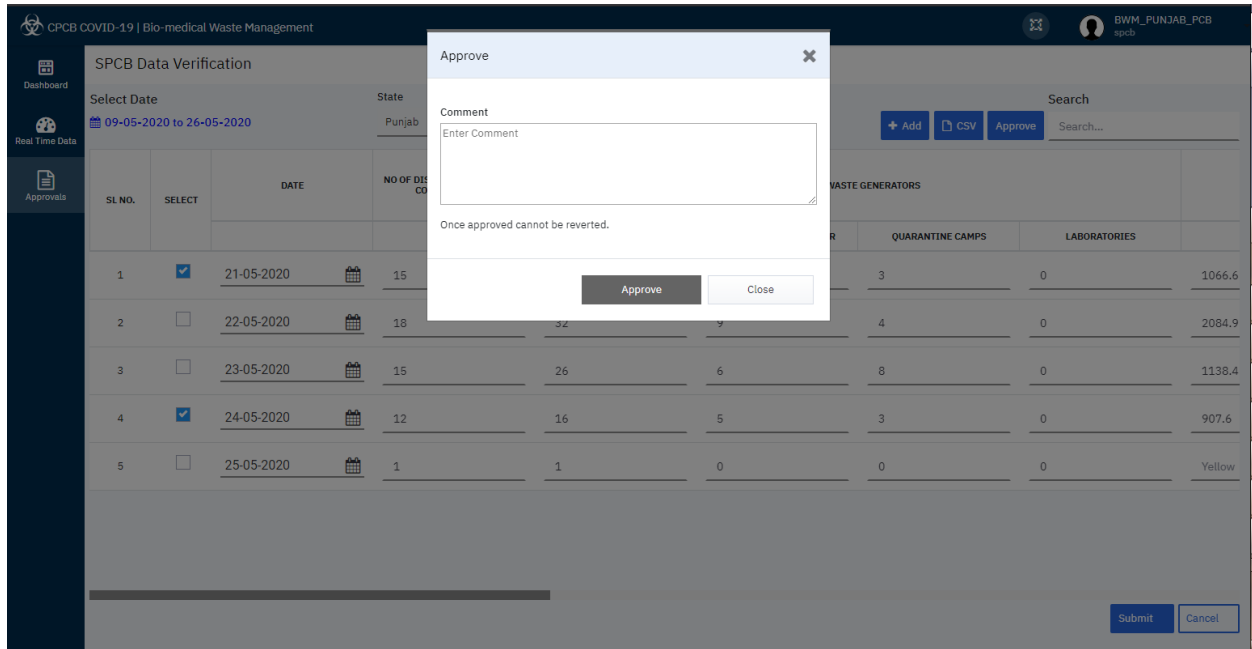 CPCB COVID-19 | Bio-medical Waste Management
BWM_PUNJAB_PCB
spcb
Dashboard
Real Time Data
Approvals
SPCB Data Verification
Select Date
09-05-2020 to 26-05-2020
State
Punjab
+ Add
CSV
Approve
Search
Search...
Approve
Comment
Enter Comment
Once approved cannot be reverted.
Approve
Close
SL NO. SELECT DATE NO OF WASTE GENERATORS
QUARANTINE CAMPS LABORATORIES
1 21-05-2020 15 3 0 1066.6
2 22-05-2020 18 32 9 4 0 2084.9
3 23-05-2020 15 26 6 8 0 1138.4
4 24-05-2020 12 16 5 3 0 907.6
5 25-05-2020 1 1 0 0 0 Yellow
Submit Cancel